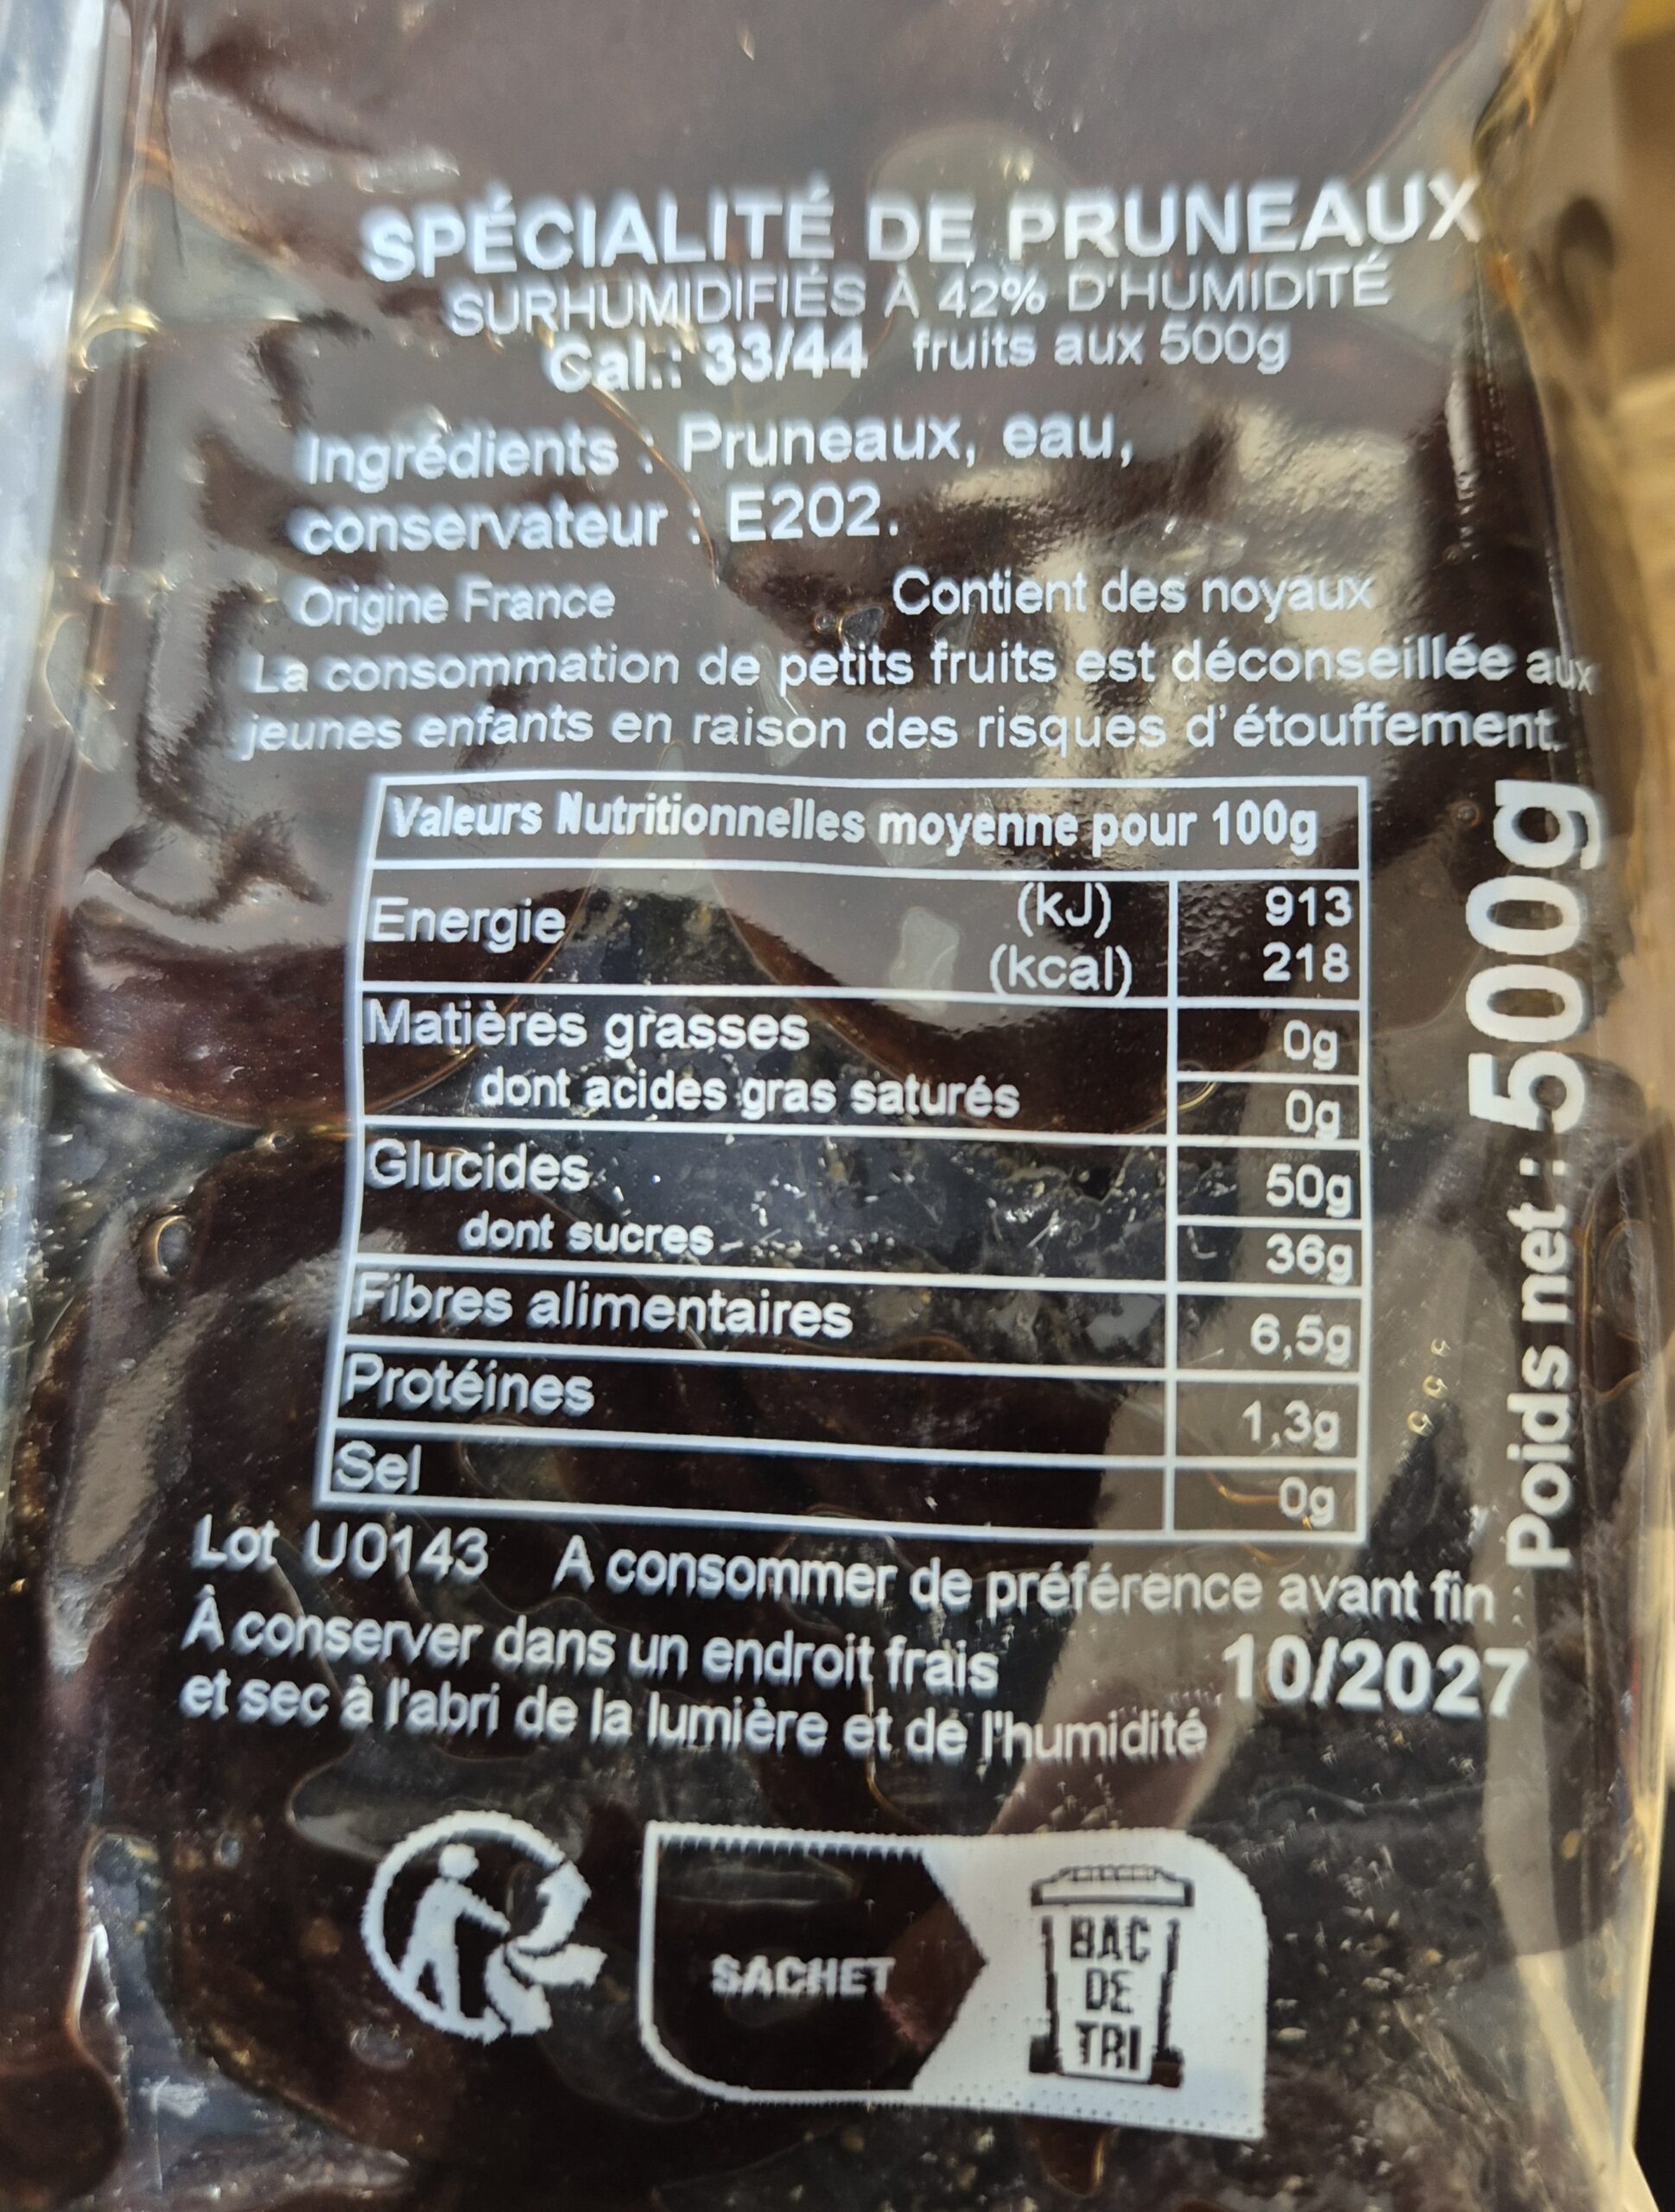 SPÉCIALITÉ DE PRUNEAUX
SURHUMIDIFIÉS À 42% D'HUMIDITÉ
Cal.: 33/44 fruits aux 500g
Ingrédients : Pruneaux, eau,
conservateur : E202.
Origine France Contient des noyaux
La consommation de petits fruits est déconseillée aux
jeunes enfants en raison des risques d'étouffement.
Valeurs Nutritionnelles moyenne pour 100g
Energie (kJ) 913
(kcal) 218
Matières grasses 0g
dont acides gras saturés 0g
Glucides 50g
dont sucres 36g
Fibres alimentaires 6,5g
Protéines 1,3g
Sel 0g
Poids net : 500g
Lot U0143 A consommer de préférence avant fin :
À conserver dans un endroit frais 10/2027
et sec à l'abri de la lumière et de l'humidité
SACHET
BAC
DE
TRI